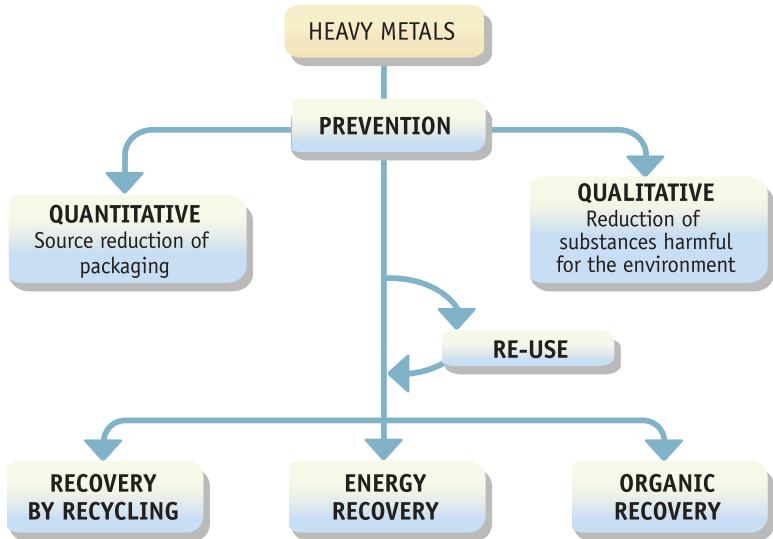 HEAVY METALS
PREVENTION
QUANTITATIVE
Source reduction of
packaging
QUALITATIVE
Reduction of
substances harmful
for the environment
RE-USE
RECOVERY
BY RECYCLING
ENERGY
RECOVERY
ORGANIC
RECOVERY